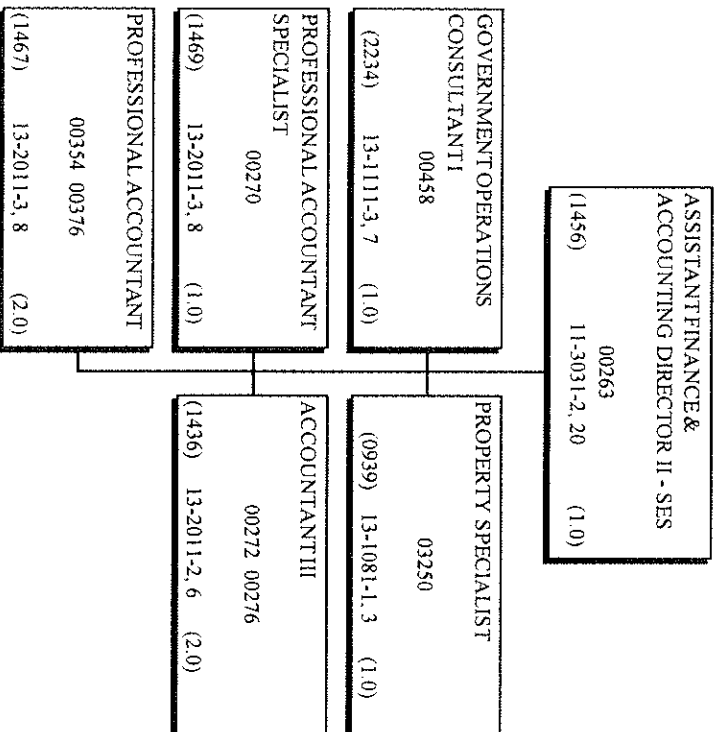 ASSISTANT FINANCE &
ACCOUNTING DIRECTOR II - SES
00263
(1456) 11-3031-2, 20 (1.0)
GOVERNMENT OPERATIONS
CONSULTANT I
00458
(2234) 13-1111-3, 7 (1.0)
PROPERTY SPECIALIST
03250
(0939) 13-1081-1, 3 (1.0)
PROFESSIONAL ACCOUNTANT
SPECIALIST
00270
(1469) 13-2011-3, 8 (1.0)
ACCOUNTANT III
00272 00276
(1436) 13-2011-2, 6 (2.0)
PROFESSIONAL ACCOUNTANT
00354 00376
(1467) 13-2011-3, 8 (2.0)